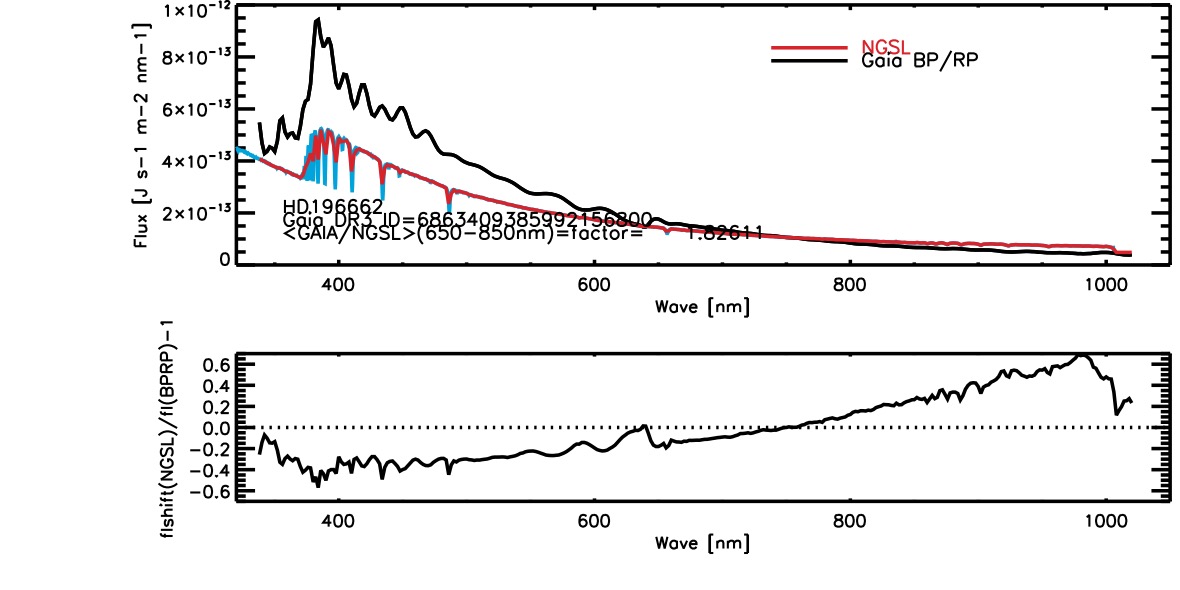 1×10⁻¹²
8×10⁻¹³
6×10⁻¹³
4×10⁻¹³
2×10⁻¹³
0
Flux [J s−1 m−2 nm−1]
NGSL
Gaia BP/RP
HD196662
Gaia DR3 ID=6863409385992156800
<GAIA/NGSL>(650−850nm)=factor= 1.82611
400 600 800 1000
Wave [nm]
flshift(NGSL)/fl(BPRP)−1
0.6
0.4
0.2
0.0
−0.2
−0.4
−0.6
400 600 800 1000
Wave [nm]